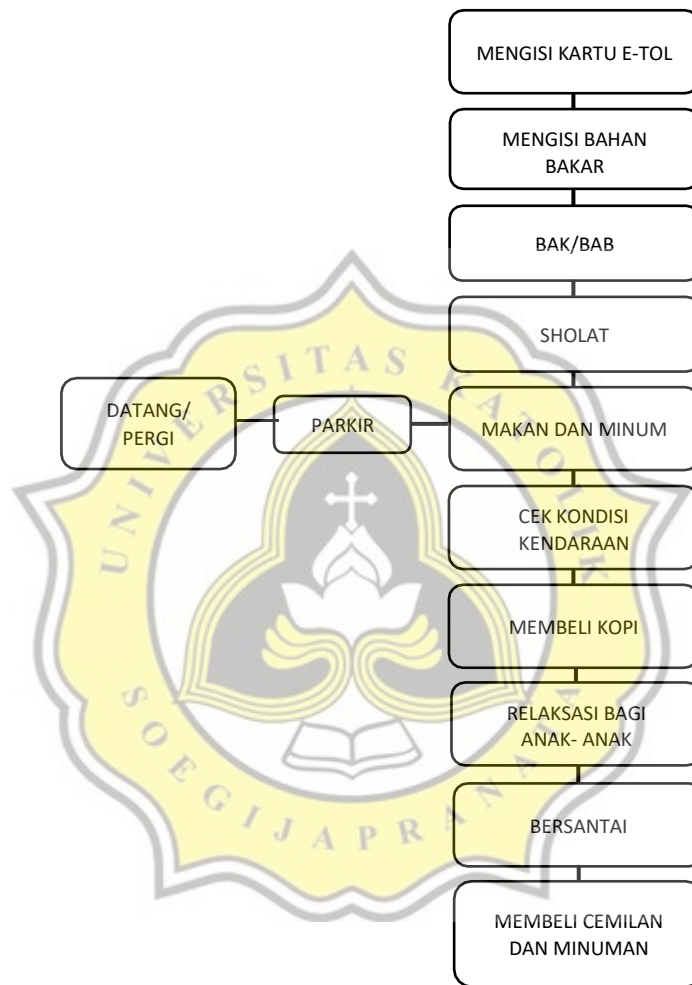 MENGISI KARTU E-TOL
MENGISI BAHAN
BAKAR
BAK/BAB
SHOLAT
DATANG/
PERGI
PARKIR
MAKAN DAN MINUM
CEK KONDISI
KENDARAAN
MEMBELI KOPI
RELAKSASI BAGI
ANAK- ANAK
BERSANTAI
MEMBELI CEMILAN
DAN MINUMAN
UNIVERSITAS KATOLIK
SOEGIJAPRANATA